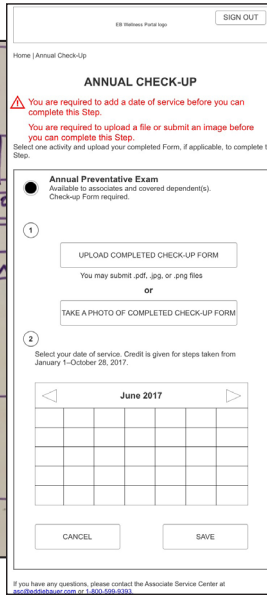 EB Wellness Portal logo
SIGN OUT
Home | Annual Check-Up
ANNUAL CHECK-UP
You are required to add a date of service before you can
complete this Step.
You are required to upload a file or submit an image before
you can complete this Step.
Select one activity and upload your completed Form, if applicable, to complete
Step.
Annual Preventative Exam
Available to associates and covered dependent(s).
Check-up Form required.
1
UPLOAD COMPLETED CHECK-UP FORM
You may submit .pdf, .jpg, or .png files
or
TAKE A PHOTO OF COMPLETED CHECK-UP FORM
2
Select your date of service. Credit is given for steps taken from
January 1–October 28, 2017.
June 2017
CANCEL
SAVE
If you have any questions, please contact the Associate Service Center at
asc@eddiebauer.com or 1-800-599-9393.